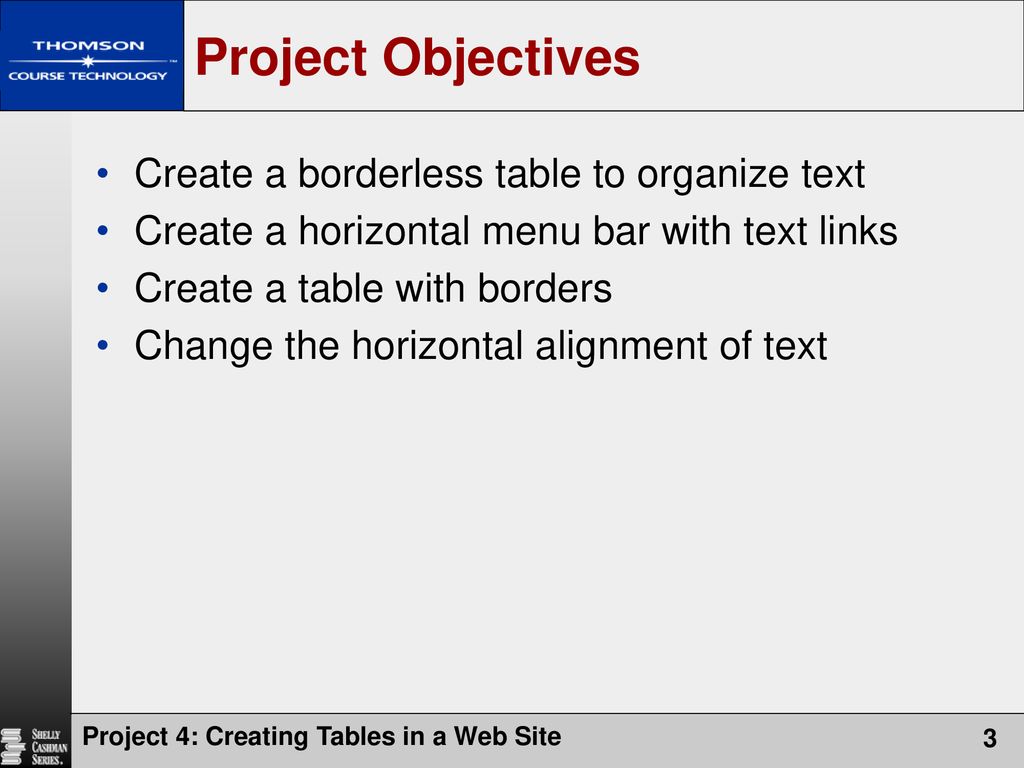 THOMSON
™
COURSE TECHNOLOGY
Project Objectives
• Create a borderless table to organize text
• Create a horizontal menu bar with text links
• Create a table with borders
• Change the horizontal alignment of text
SHELLY
CASHMAN
SERIES.
Project 4: Creating Tables in a Web Site
3